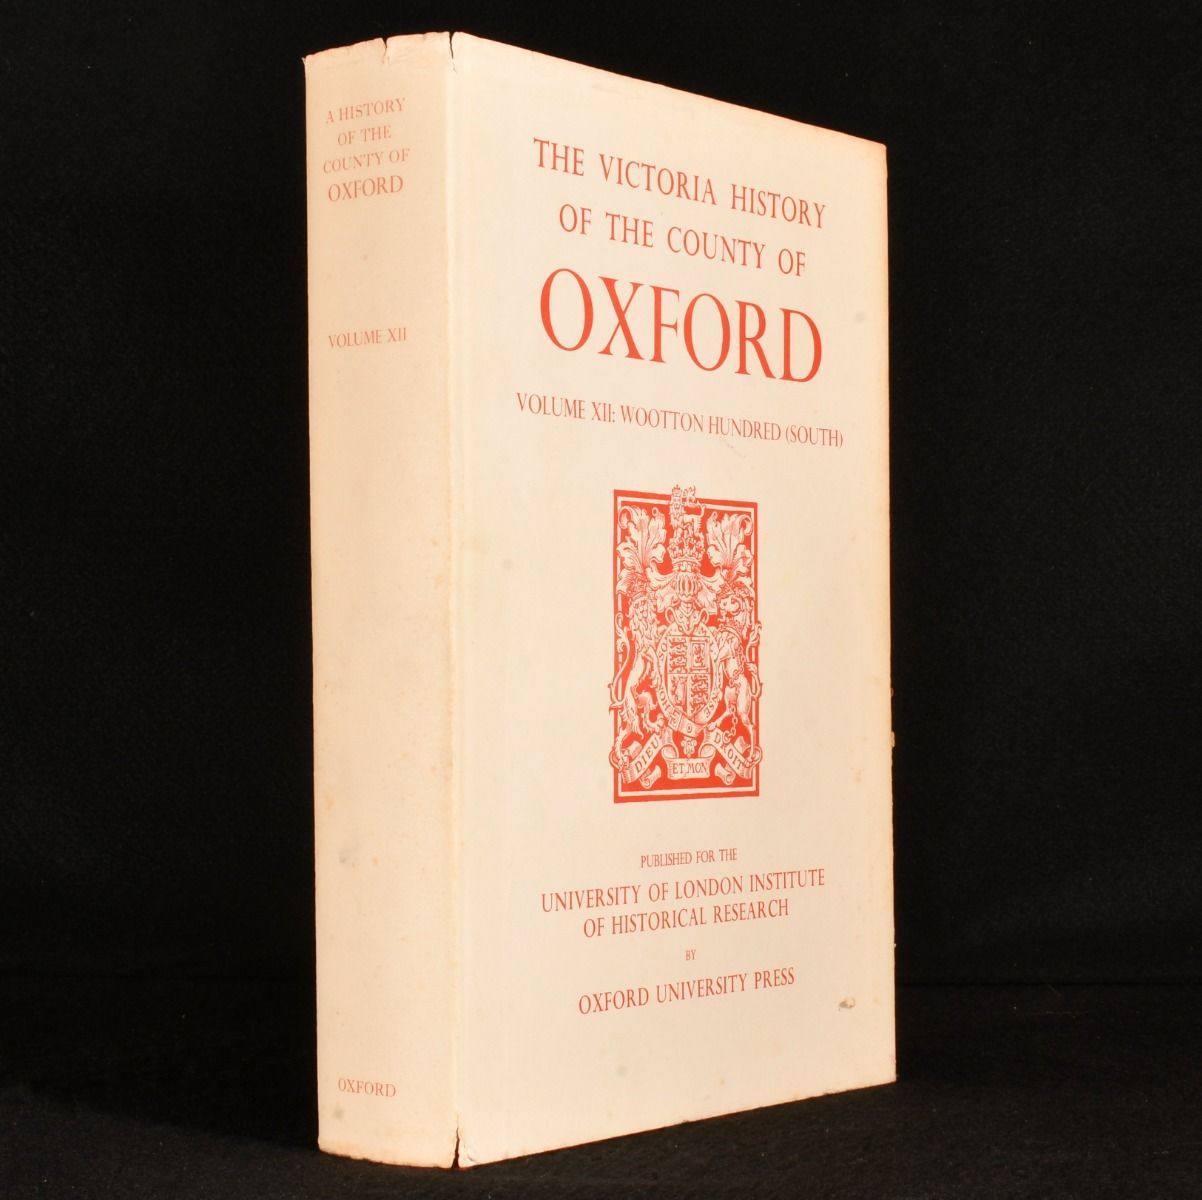 A HISTORY
OF THE
COUNTY OF
OXFORD
VOLUME XII
OXFORD
THE VICTORIA HISTORY
OF THE COUNTY OF
OXFORD
VOLUME XII: WOOTTON HUNDRED (SOUTH)
DIEU ET MON DROIT
PUBLISHED FOR THE
UNIVERSITY OF LONDON INSTITUTE
OF HISTORICAL RESEARCH
BY
OXFORD UNIVERSITY PRESS